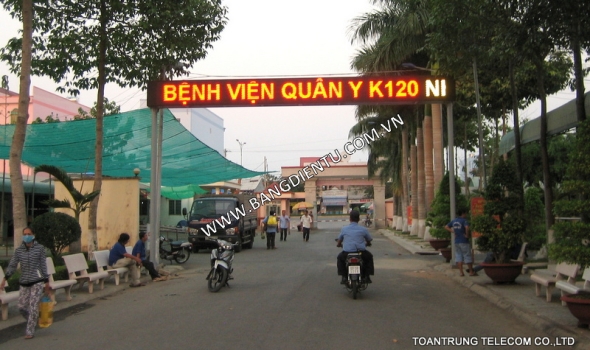 BỆNH VIỆN QUÂN Y K120 NI
WWW.BANGDIENTU.COM.VN
TOANTRUNG TELECOM CO.,LTD